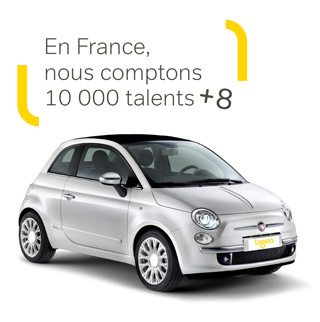 En France,
nous comptons
10 000 talents +8